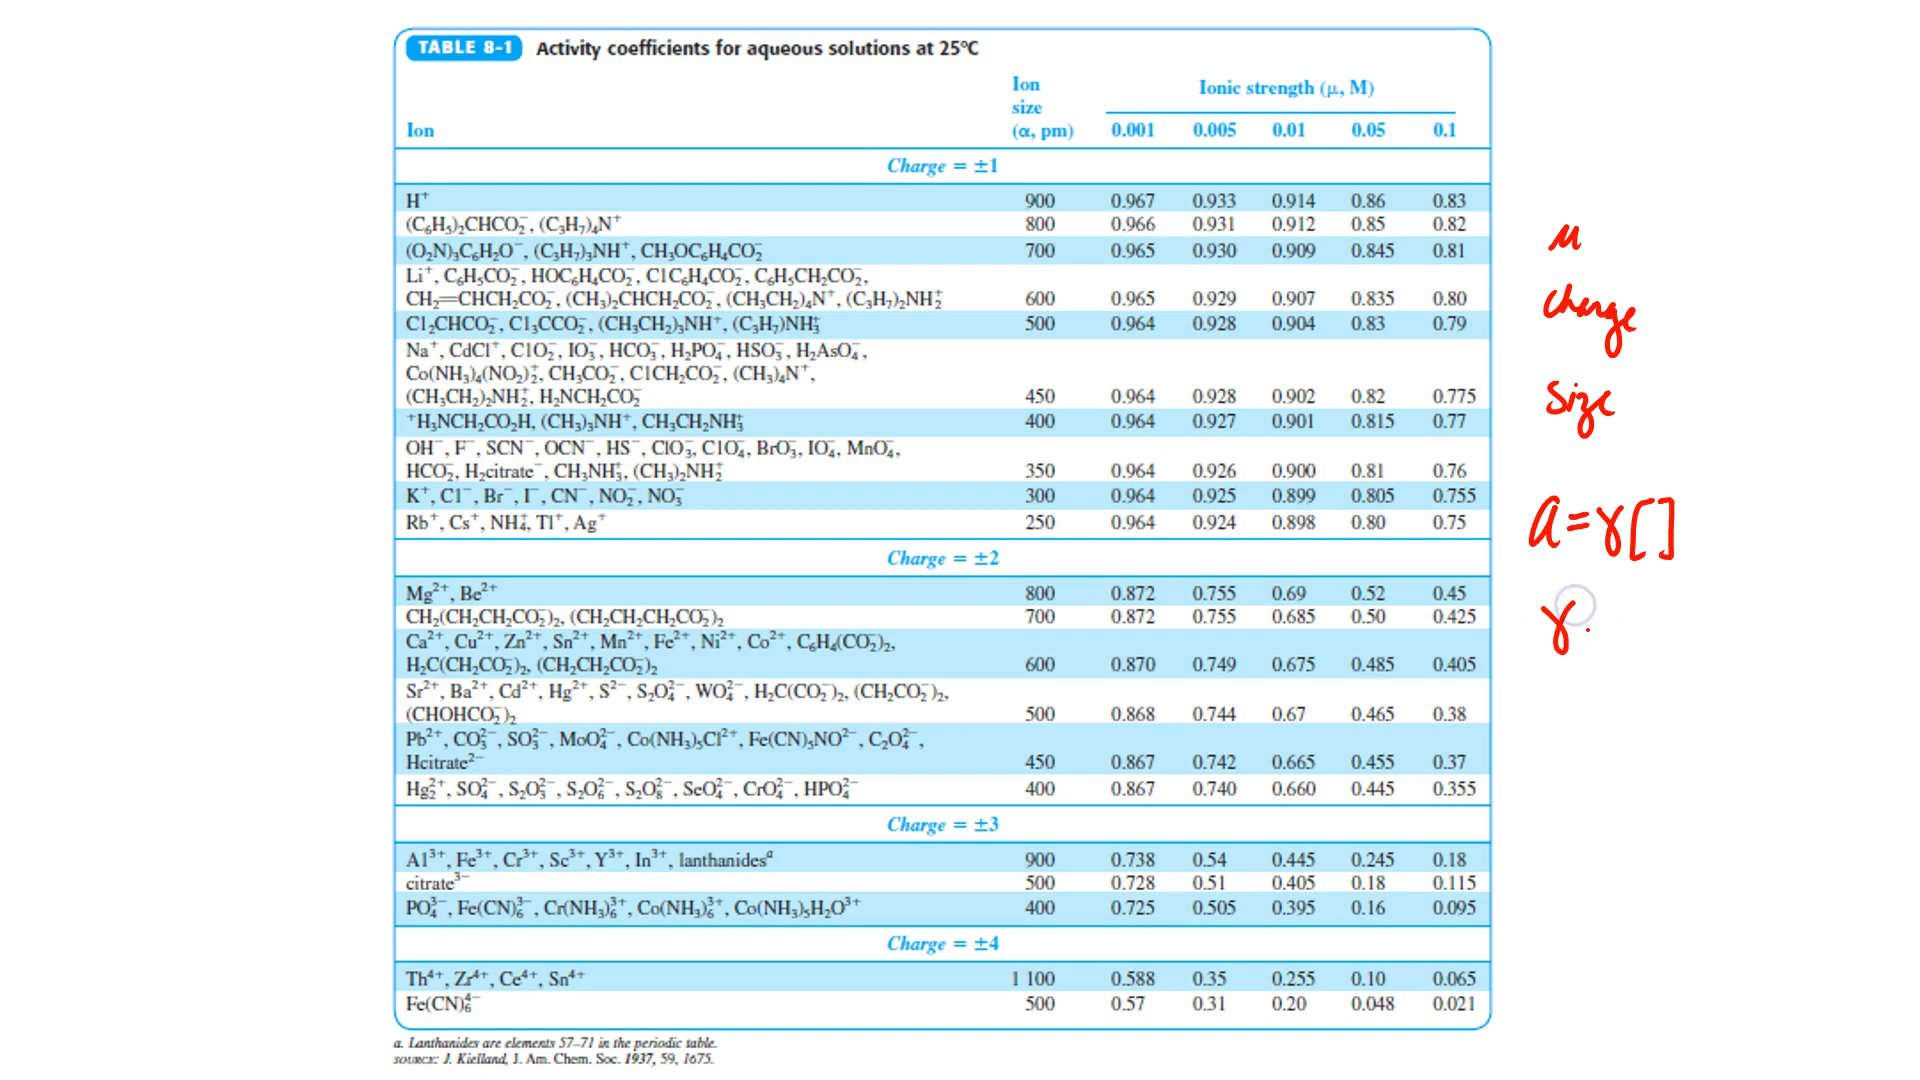 TABLE 8-1 Activity coefficients for aqueous solutions at 25°C
Ion size (α, pm)
Ionic strength (μ, M)
Ion 0.001 0.005 0.01 0.05 0.1
Charge = ±1
H⁺ 900 0.967 0.933 0.914 0.86 0.83
(C₆H₅)₂CHCO₂⁻, (C₃H₇)₄N⁺ 800 0.966 0.931 0.912 0.85 0.82
(O₂N)₃C₆H₂O⁻, (C₃H₇)₃NH⁺, CH₃OC₆H₄CO₂⁻ 700 0.965 0.930 0.909 0.845 0.81
Li⁺, C₆H₅CO₂⁻, HOC₆H₄CO₂⁻, ClC₆H₄CO₂⁻, C₆H₅CH₂CO₂⁻,
CH₂=CHCH₂CO₂⁻, (CH₃)₂CHCH₂CO₂⁻, (CH₃CH₂)₄N⁺, (C₃H₇)₂NH₂⁺ 600 0.965 0.929 0.907 0.835 0.80
Cl₂CHCO₂⁻, Cl₃CCO₂⁻, (CH₃CH₂)₃NH⁺, (C₃H₇)NH₃⁺ 500 0.964 0.928 0.904 0.83 0.79
Na⁺, CdCl⁺, ClO₂⁻, IO₃⁻, HCO₃⁻, H₂PO₄⁻, HSO₃⁻, H₂AsO₄⁻,
Co(NH₃)₄(NO₂)₂⁺, CH₃CO₂⁻, ClCH₂CO₂⁻, (CH₃)₄N⁺,
(CH₃CH₂)₂NH₂⁺, H₂NCH₂CO₂⁻ 450 0.964 0.928 0.902 0.82 0.775
⁺H₃NCH₂CO₂H, (CH₃)₃NH⁺, CH₃CH₂NH₃⁺ 400 0.964 0.927 0.901 0.815 0.77
OH⁻, F⁻, SCN⁻, OCN⁻, HS⁻, ClO₃⁻, ClO₄⁻, BrO₃⁻, IO₄⁻, MnO₄⁻,
HCO₂⁻, H₂citrate⁻, CH₃NH₃⁺, (CH₃)₂NH₂⁺ 350 0.964 0.926 0.900 0.81 0.76
K⁺, Cl⁻, Br⁻, I⁻, CN⁻, NO₂⁻, NO₃⁻ 300 0.964 0.925 0.899 0.805 0.755
Rb⁺, Cs⁺, NH₄⁺, Tl⁺, Ag⁺ 250 0.964 0.924 0.898 0.80 0.75
Charge = ±2
Mg²⁺, Be²⁺ 800 0.872 0.755 0.69 0.52 0.45
CH₂(CH₂CH₂CO₂⁻)₂, (CH₂CH₂CH₂CO₂⁻)₂ 700 0.872 0.755 0.685 0.50 0.425
Ca²⁺, Cu²⁺, Zn²⁺, Sn²⁺, Mn²⁺, Fe²⁺, Ni²⁺, Co²⁺, C₆H₄(CO₂⁻)₂,
H₂C(CH₂CO₂⁻)₂, (CH₂CH₂CO₂⁻)₂ 600 0.870 0.749 0.675 0.485 0.405
Sr²⁺, Ba²⁺, Cd²⁺, Hg²⁺, S²⁻, S₂O₄²⁻, WO₄²⁻, H₂C(CO₂⁻)₂, (CH₂CO₂⁻)₂,
(CHOHCO₂⁻)₂ 500 0.868 0.744 0.67 0.465 0.38
Pb²⁺, CO₃²⁻, SO₃²⁻, MoO₄²⁻, Co(NH₃)₅Cl²⁺, Fe(CN)₅NO²⁻, C₂O₄²⁻,
Hcitrate²⁻ 450 0.867 0.742 0.665 0.455 0.37
Hg₂²⁺, SO₄²⁻, S₂O₃²⁻, S₂O₆²⁻, S₂O₈²⁻, SeO₄²⁻, CrO₄²⁻, HPO₄²⁻ 400 0.867 0.740 0.660 0.445 0.355
Charge = ±3
Al³⁺, Fe³⁺, Cr³⁺, Sc³⁺, Y³⁺, In³⁺, lanthanidesᵃ 900 0.738 0.54 0.445 0.245 0.18
citrate³⁻ 500 0.728 0.51 0.405 0.18 0.115
PO₄³⁻, Fe(CN)₆³⁻, Cr(NH₃)₆³⁺, Co(NH₃)₆³⁺, Co(NH₃)₅H₂O³⁺ 400 0.725 0.505 0.395 0.16 0.095
Charge = ±4
Th⁴⁺, Zr⁴⁺, Ce⁴⁺, Sn⁴⁺ 1 100 0.588 0.35 0.255 0.10 0.065
Fe(CN)₆⁴⁻ 500 0.57 0.31 0.20 0.048 0.021
a. Lanthanides are elements 57–71 in the periodic table.
SOURCE: J. Kielland, J. Am. Chem. Soc. 1937, 59, 1675.
μ
charge
size
a=γ[]
γ.